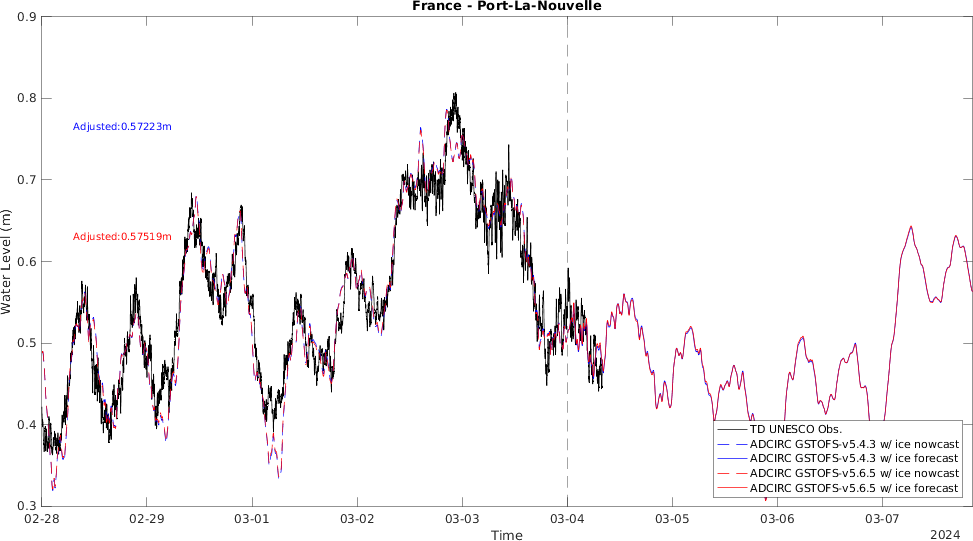 France - Port-La-Nouvelle
0.9
0.8
0.7
0.6
0.5
0.4
0.3
Water Level (m)
Adjusted:0.57223m
Adjusted:0.57519m
TD UNESCO Obs.
ADCIRC GSTOFS-v5.4.3 w/ ice nowcast
ADCIRC GSTOFS-v5.4.3 w/ ice forecast
ADCIRC GSTOFS-v5.6.5 w/ ice nowcast
ADCIRC GSTOFS-v5.6.5 w/ ice forecast
02-28 02-29 03-01 03-02 03-03 03-04 03-05 03-06 03-07
Time
2024